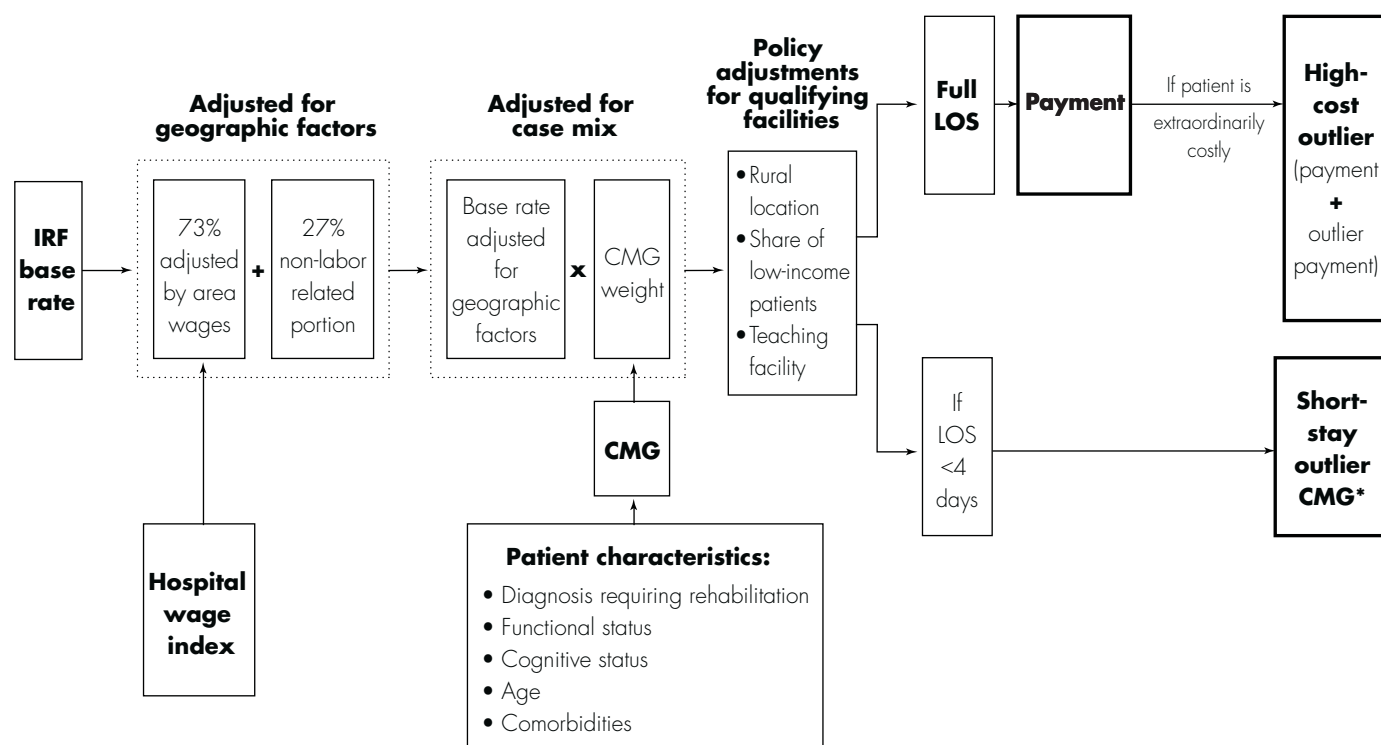 IRF
base
rate
Adjusted for
geographic factors
73%
adjusted
by area
wages
+
27%
non-labor
related
portion
Hospital
wage
index
Adjusted for
case mix
Base rate
adjusted
for
geographic
factors
x
CMG
weight
CMG
Patient characteristics:
• Diagnosis requiring rehabilitation
• Functional status
• Cognitive status
• Age
• Comorbidities
Policy
adjustments
for qualifying
facilities
• Rural
location
• Share of
low-income
patients
• Teaching
facility
Full
LOS
Payment
If patient is
extraordinarily
costly
High-
cost
outlier
(payment
+
outlier
payment)
If
LOS
<4
days
Short-
stay
outlier
CMG*